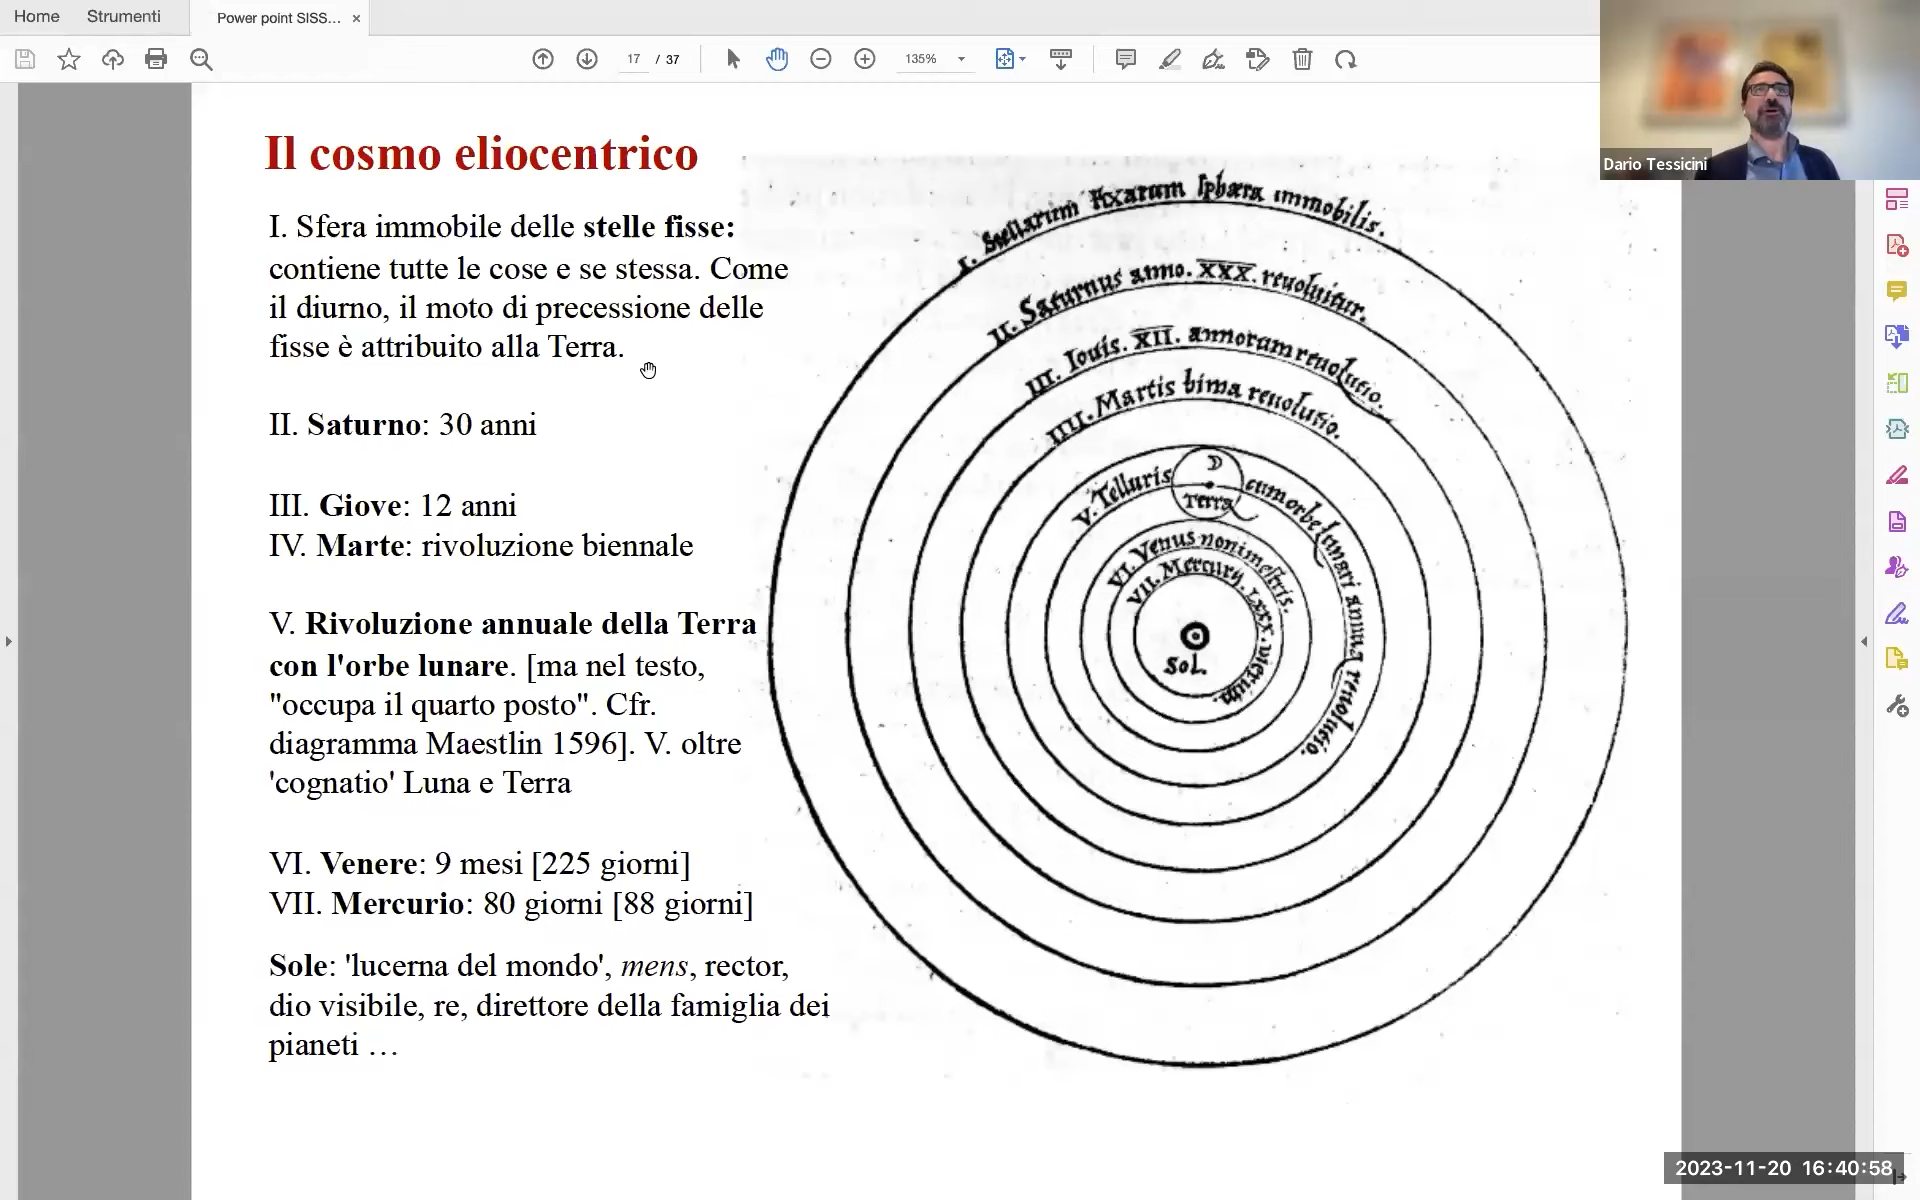 Home Strumenti Power point SISS... ×
17 / 37 135%
Dario Tessicini
Il cosmo eliocentrico
I. Sfera immobile delle stelle fisse:
contiene tutte le cose e se stessa. Come
il diurno, il moto di precessione delle
fisse è attribuito alla Terra.
II. Saturno: 30 anni
III. Giove: 12 anni
IV. Marte: rivoluzione biennale
V. Rivoluzione annuale della Terra
con l'orbe lunare. [ma nel testo,
"occupa il quarto posto". Cfr.
diagramma Maestlin 1596]. V. oltre
'cognatio' Luna e Terra
VI. Venere: 9 mesi [225 giorni]
VII. Mercurio: 80 giorni [88 giorni]
Sole: 'lucerna del mondo', mens, rector,
dio visibile, re, direttore della famiglia dei
pianeti …
I. Stellarum Fixarum sphæra immobilis.
II. Saturnus anno. XXX. reuoluitur.
III. Iouis. XII. annorum reuolutio.
IIII. Martis bima reuolutio.
V. Telluris cum orbe lunari annua reuolutio.
Terra
VI. Venus nonimestris.
VII. Mercurij. LXXX. dierum.
Sol.
2023-11-20 16:40:58